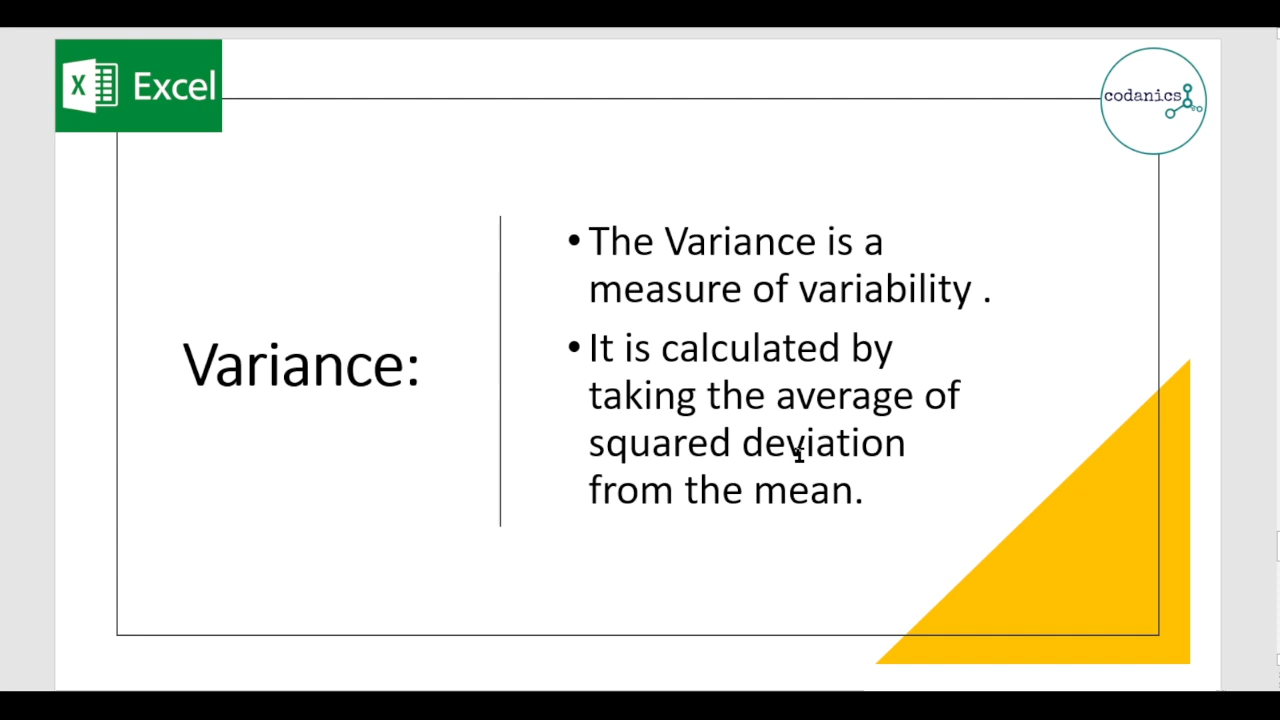 X Excel
codanics
Variance:
• The Variance is a
measure of variability .
• It is calculated by
taking the average of
squared deviation
from the mean.